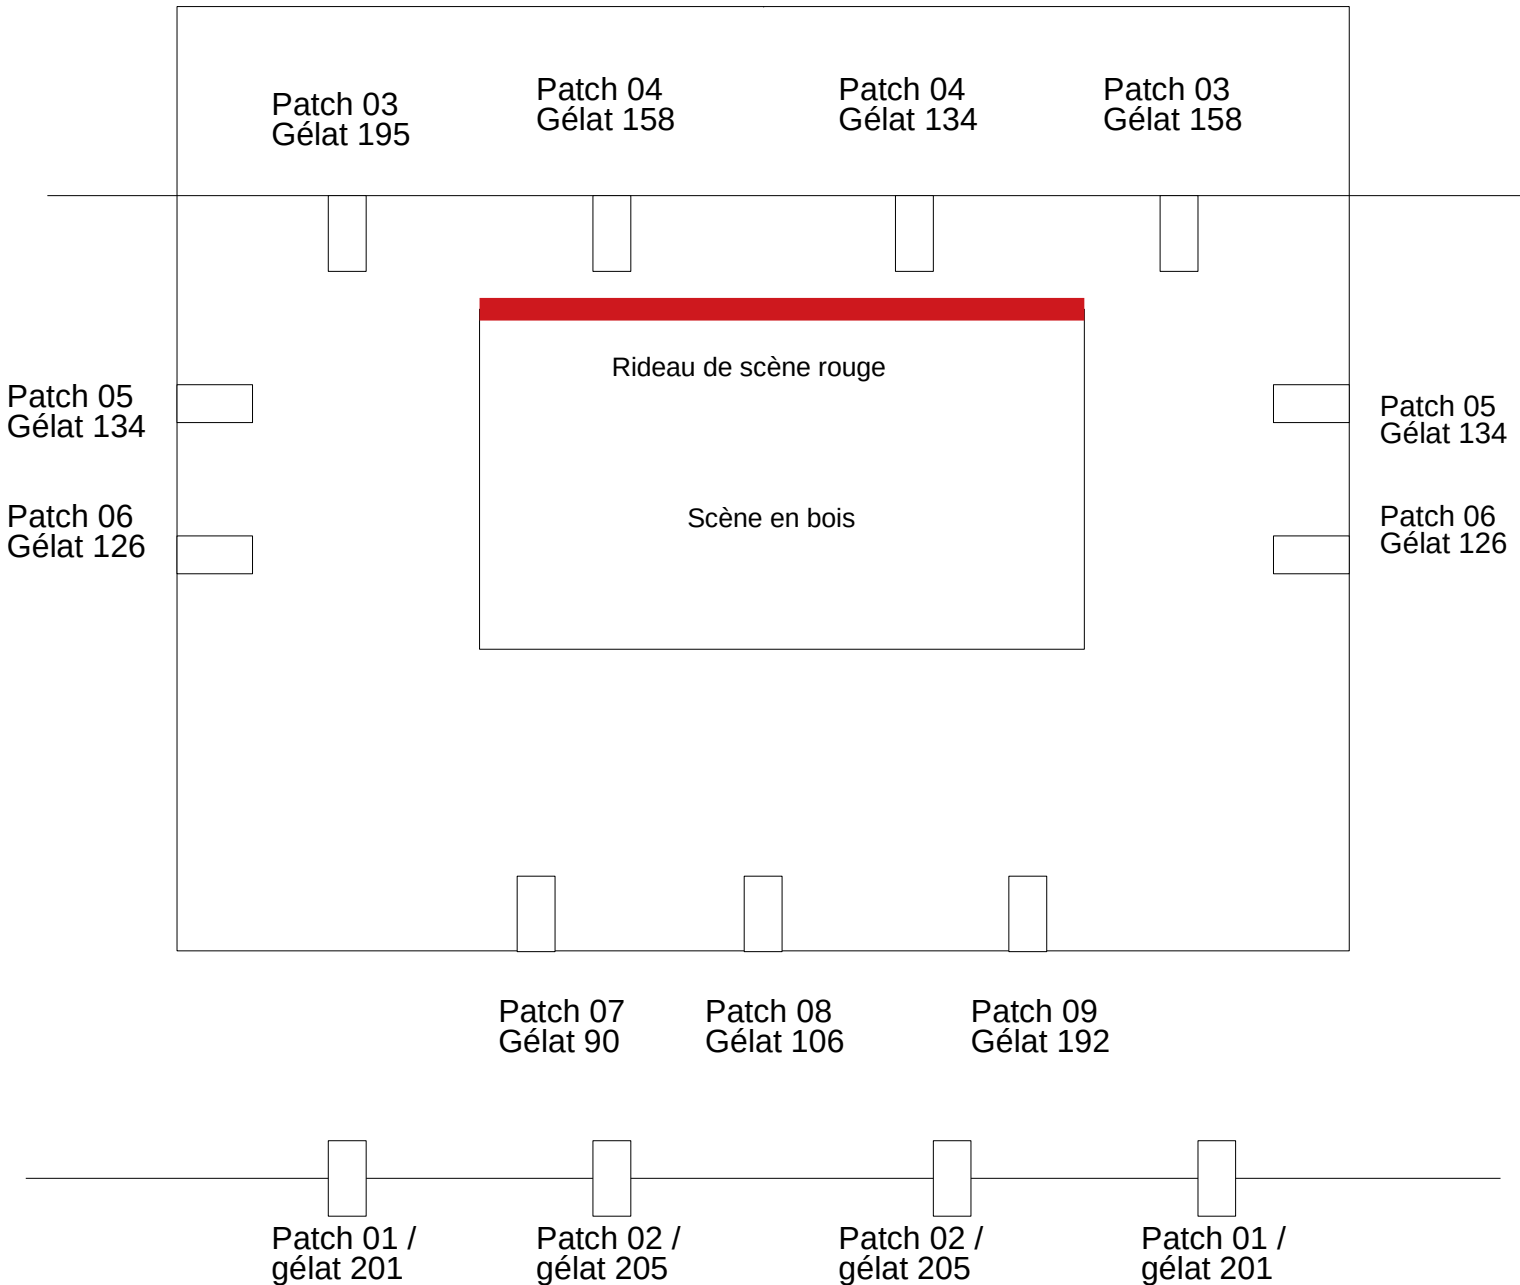 Patch 03
Gélat 195
Patch 04
Gélat 158
Patch 04
Gélat 134
Patch 03
Gélat 158
Rideau de scène rouge
Patch 05
Gélat 134
Patch 05
Gélat 134
Patch 06
Gélat 126
Scène en bois
Patch 06
Gélat 126
Patch 07
Gélat 90
Patch 08
Gélat 106
Patch 09
Gélat 192
Patch 01 /
gélat 201
Patch 02 /
gélat 205
Patch 02 /
gélat 205
Patch 01 /
gélat 201